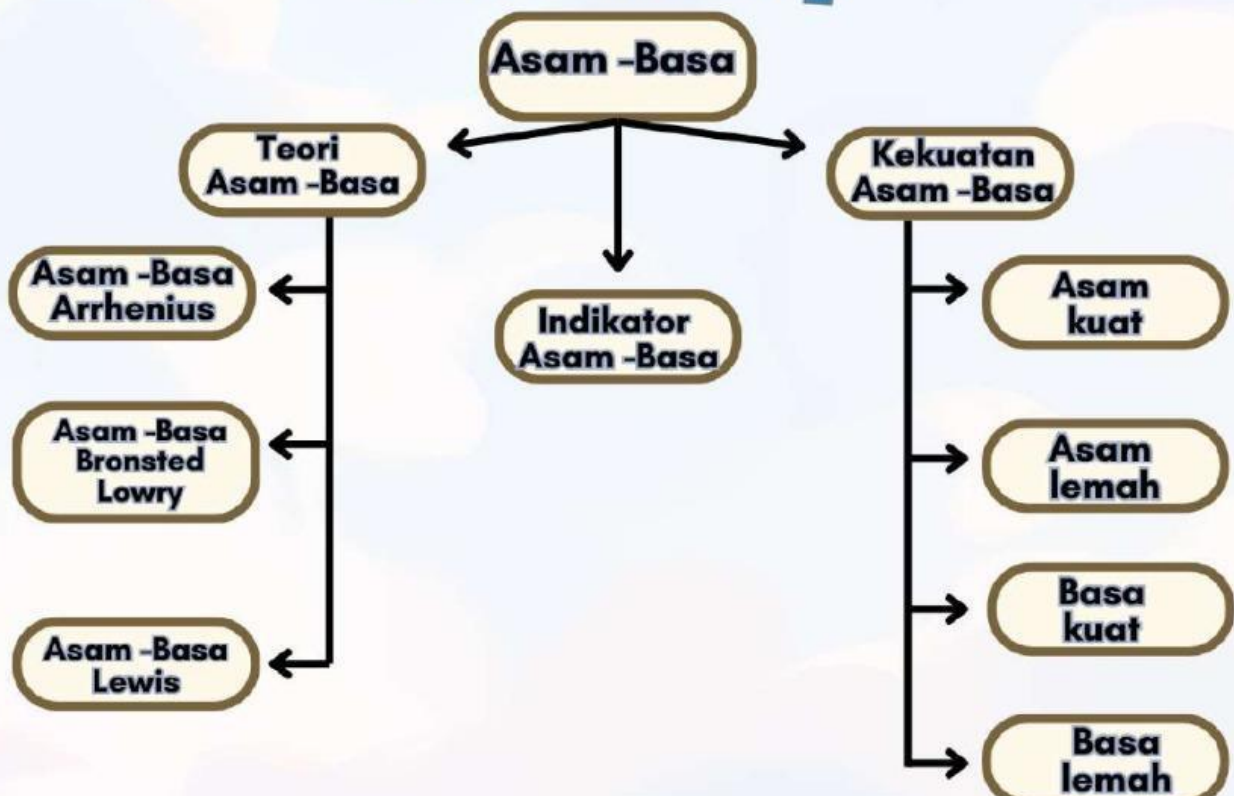 Asam -Basa
Teori
Asam -Basa
Kekuatan
Asam -Basa
Asam -Basa
Arrhenius
Indikator
Asam -Basa
Asam
kuat
Asam -Basa
Bronsted
Lowry
Asam
lemah
Basa
kuat
Asam -Basa
Lewis
Basa
lemah